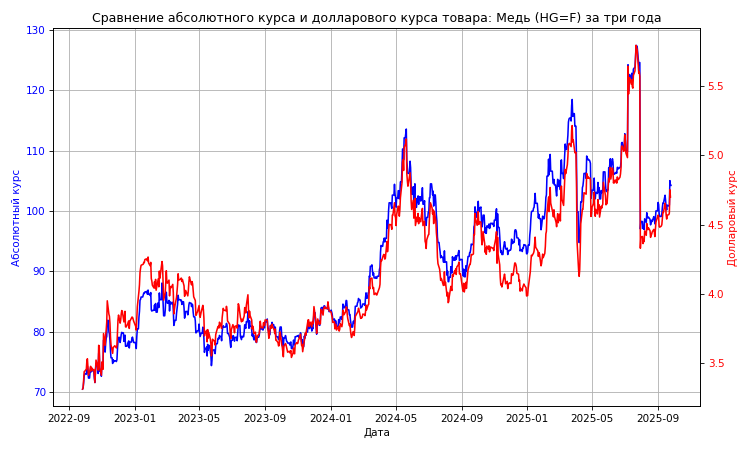 Сравнение абсолютного курса и долларового курса товара: Медь (HG=F) за три года
130
120
110
100
90
80
70
Абсолютный курс
5.5
5.0
4.5
4.0
3.5
Долларовый курс
2022-09 2023-01 2023-05 2023-09 2024-01 2024-05 2024-09 2025-01 2025-05 2025-09
Дата